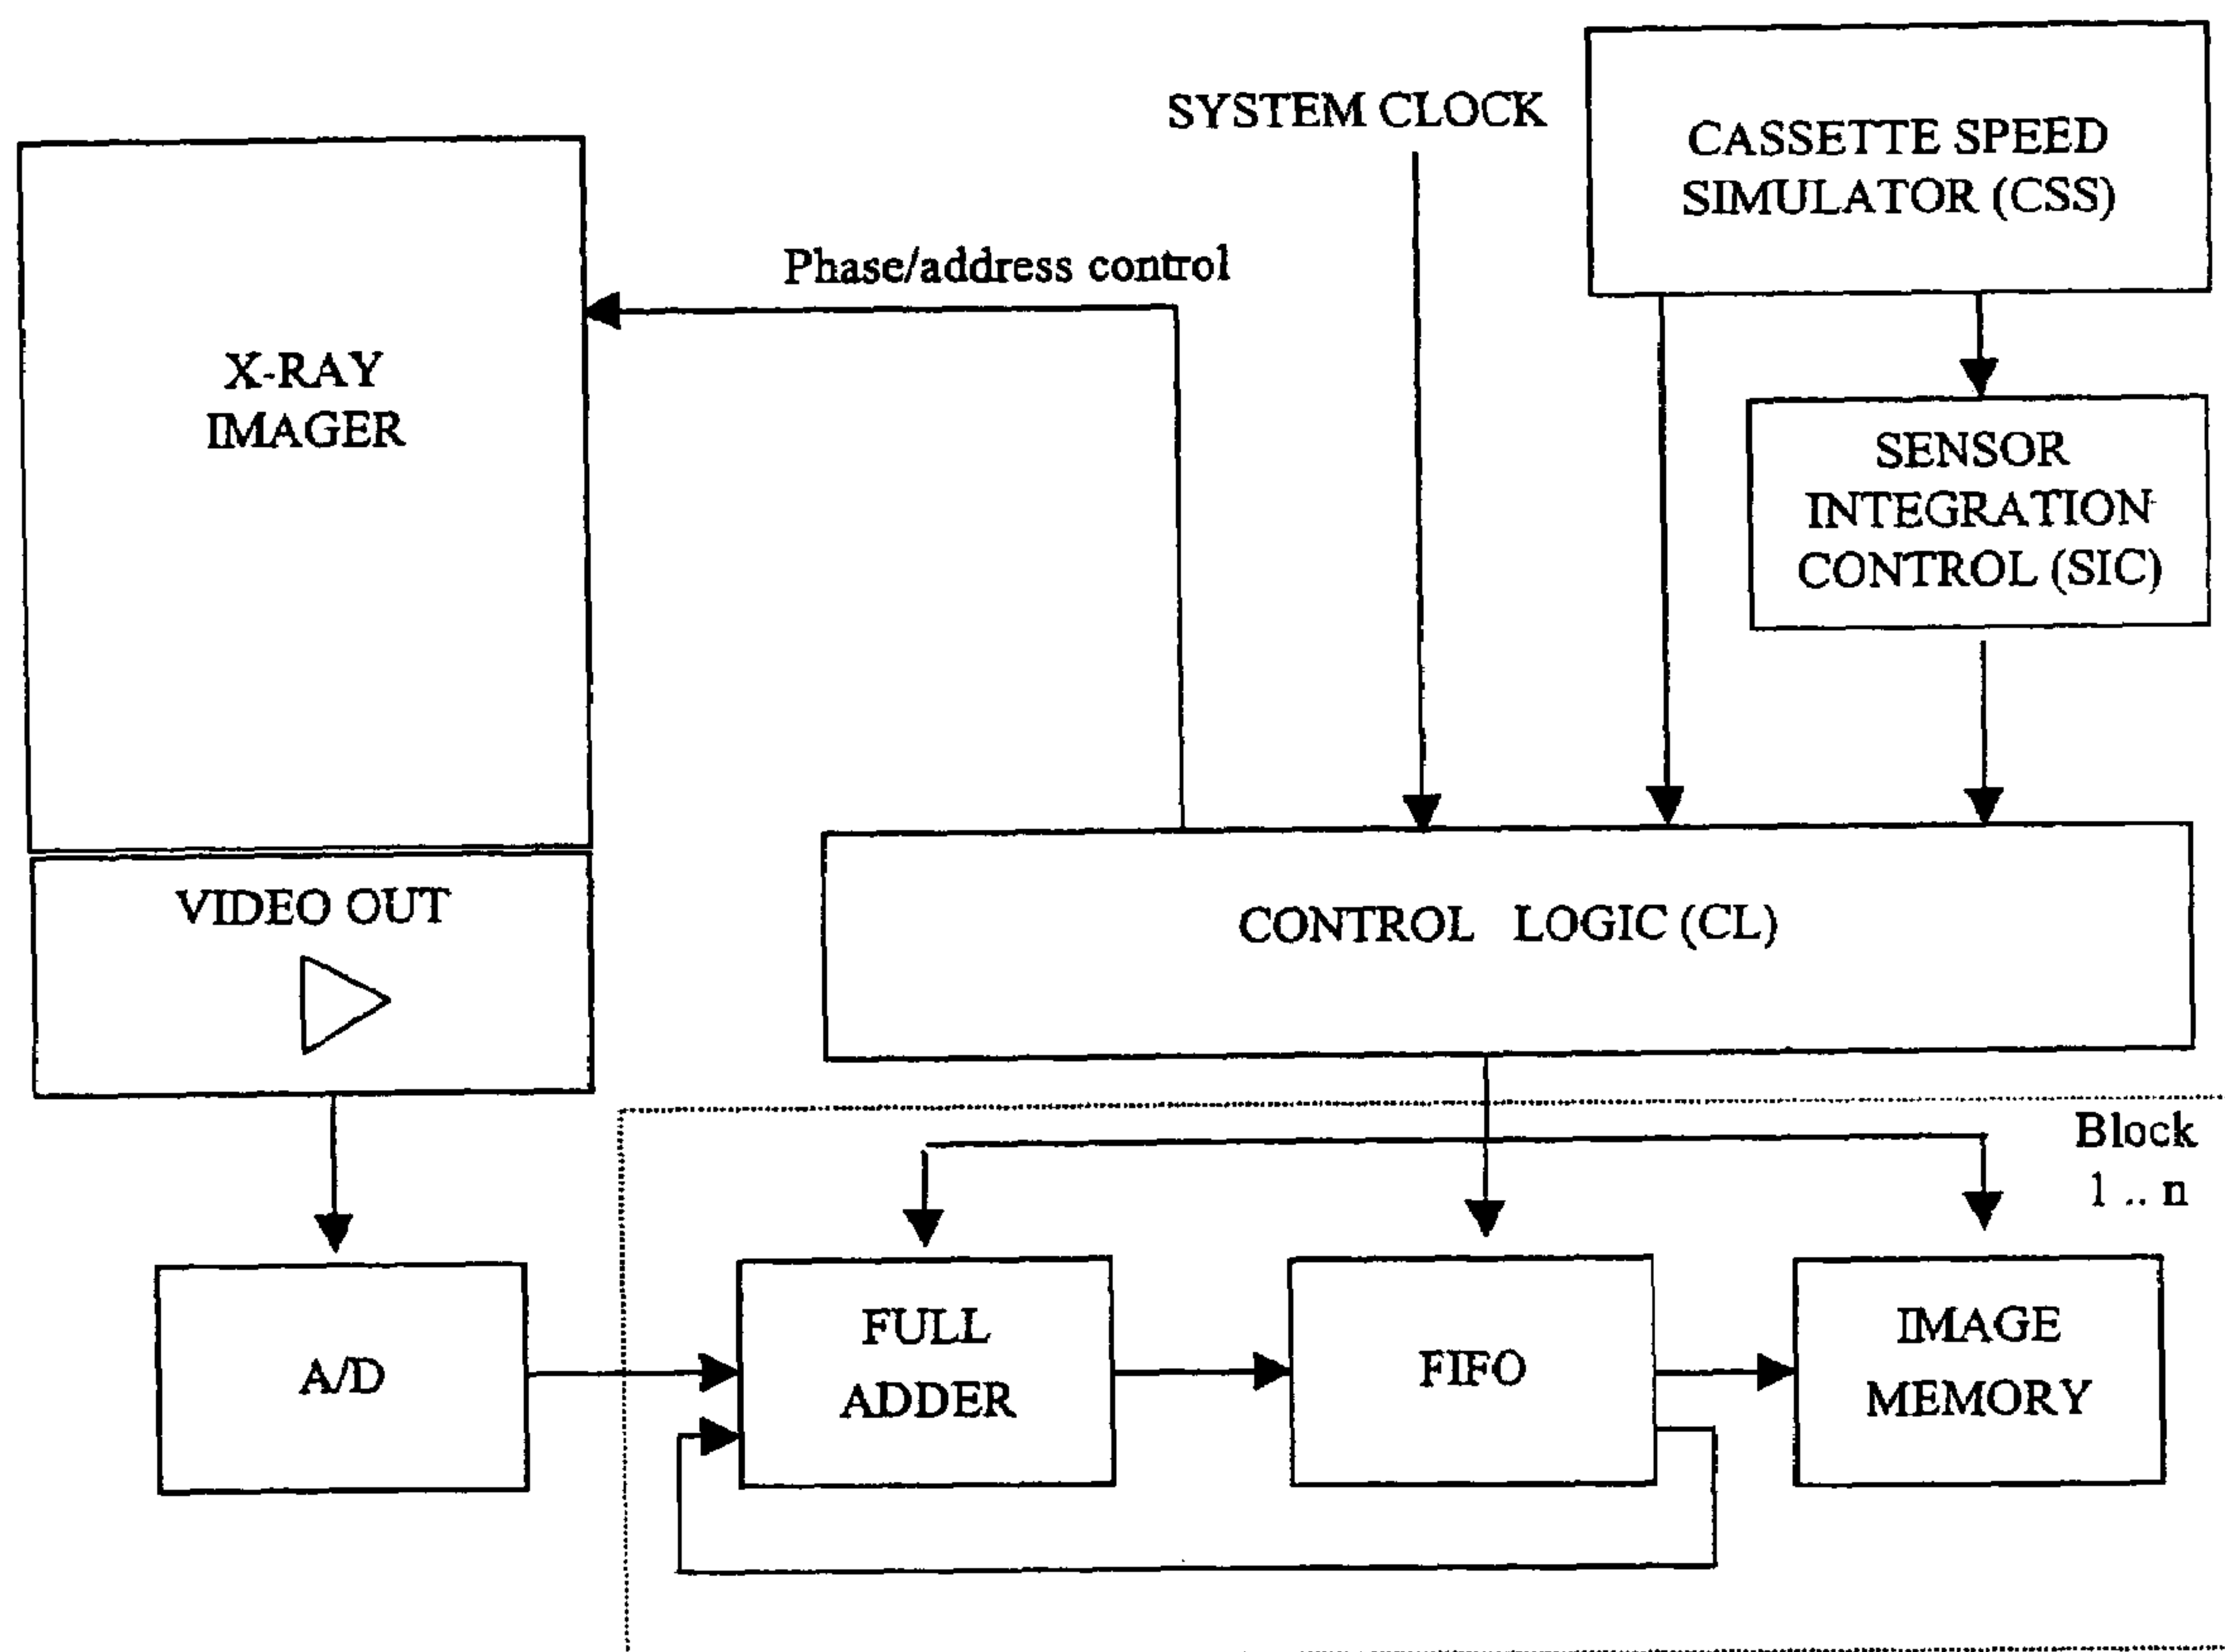 SYSTEM CLOCK
CASSETTE SPEED
SIMULATOR (CSS)
Phase/address control
X-RAY
IMAGER
SENSOR
INTEGRATION
CONTROL (SIC)
VIDEO OUT
CONTROL LOGIC (CL)
Block
1 .. n
A/D
FULL
ADDER
FIFO
IMAGE
MEMORY